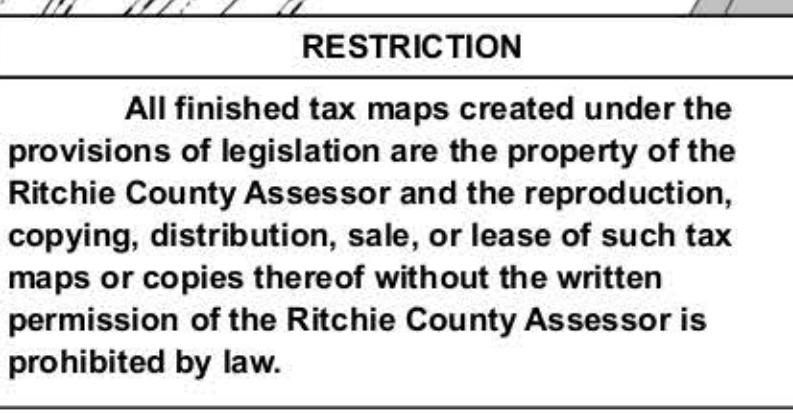 RESTRICTION
All finished tax maps created under the
provisions of legislation are the property of the
Ritchie County Assessor and the reproduction,
copying, distribution, sale, or lease of such tax
maps or copies thereof without the written
permission of the Ritchie County Assessor is
prohibited by law.